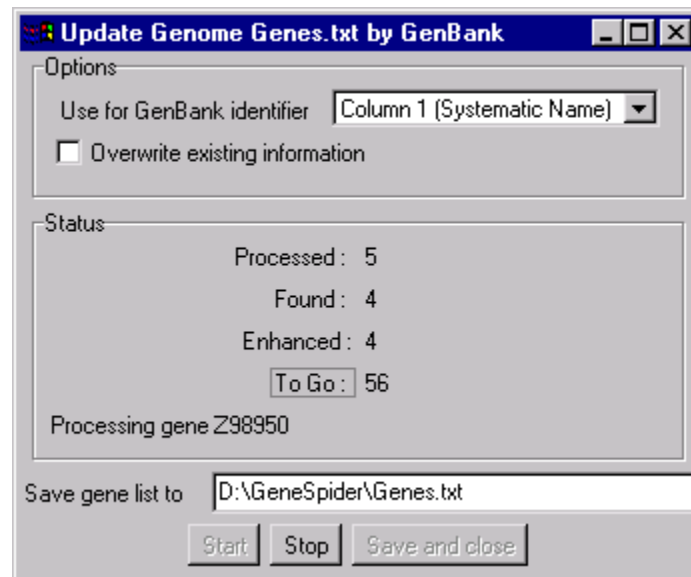 Update Genome Genes.txt by GenBank
Options
Use for GenBank identifier Column 1 (Systematic Name)
Overwrite existing information
Status
Processed : 5
Found : 4
Enhanced : 4
To Go : 56
Processing gene Z98950
Save gene list to D:\GeneSpider\Genes.txt
Start Stop Save and close